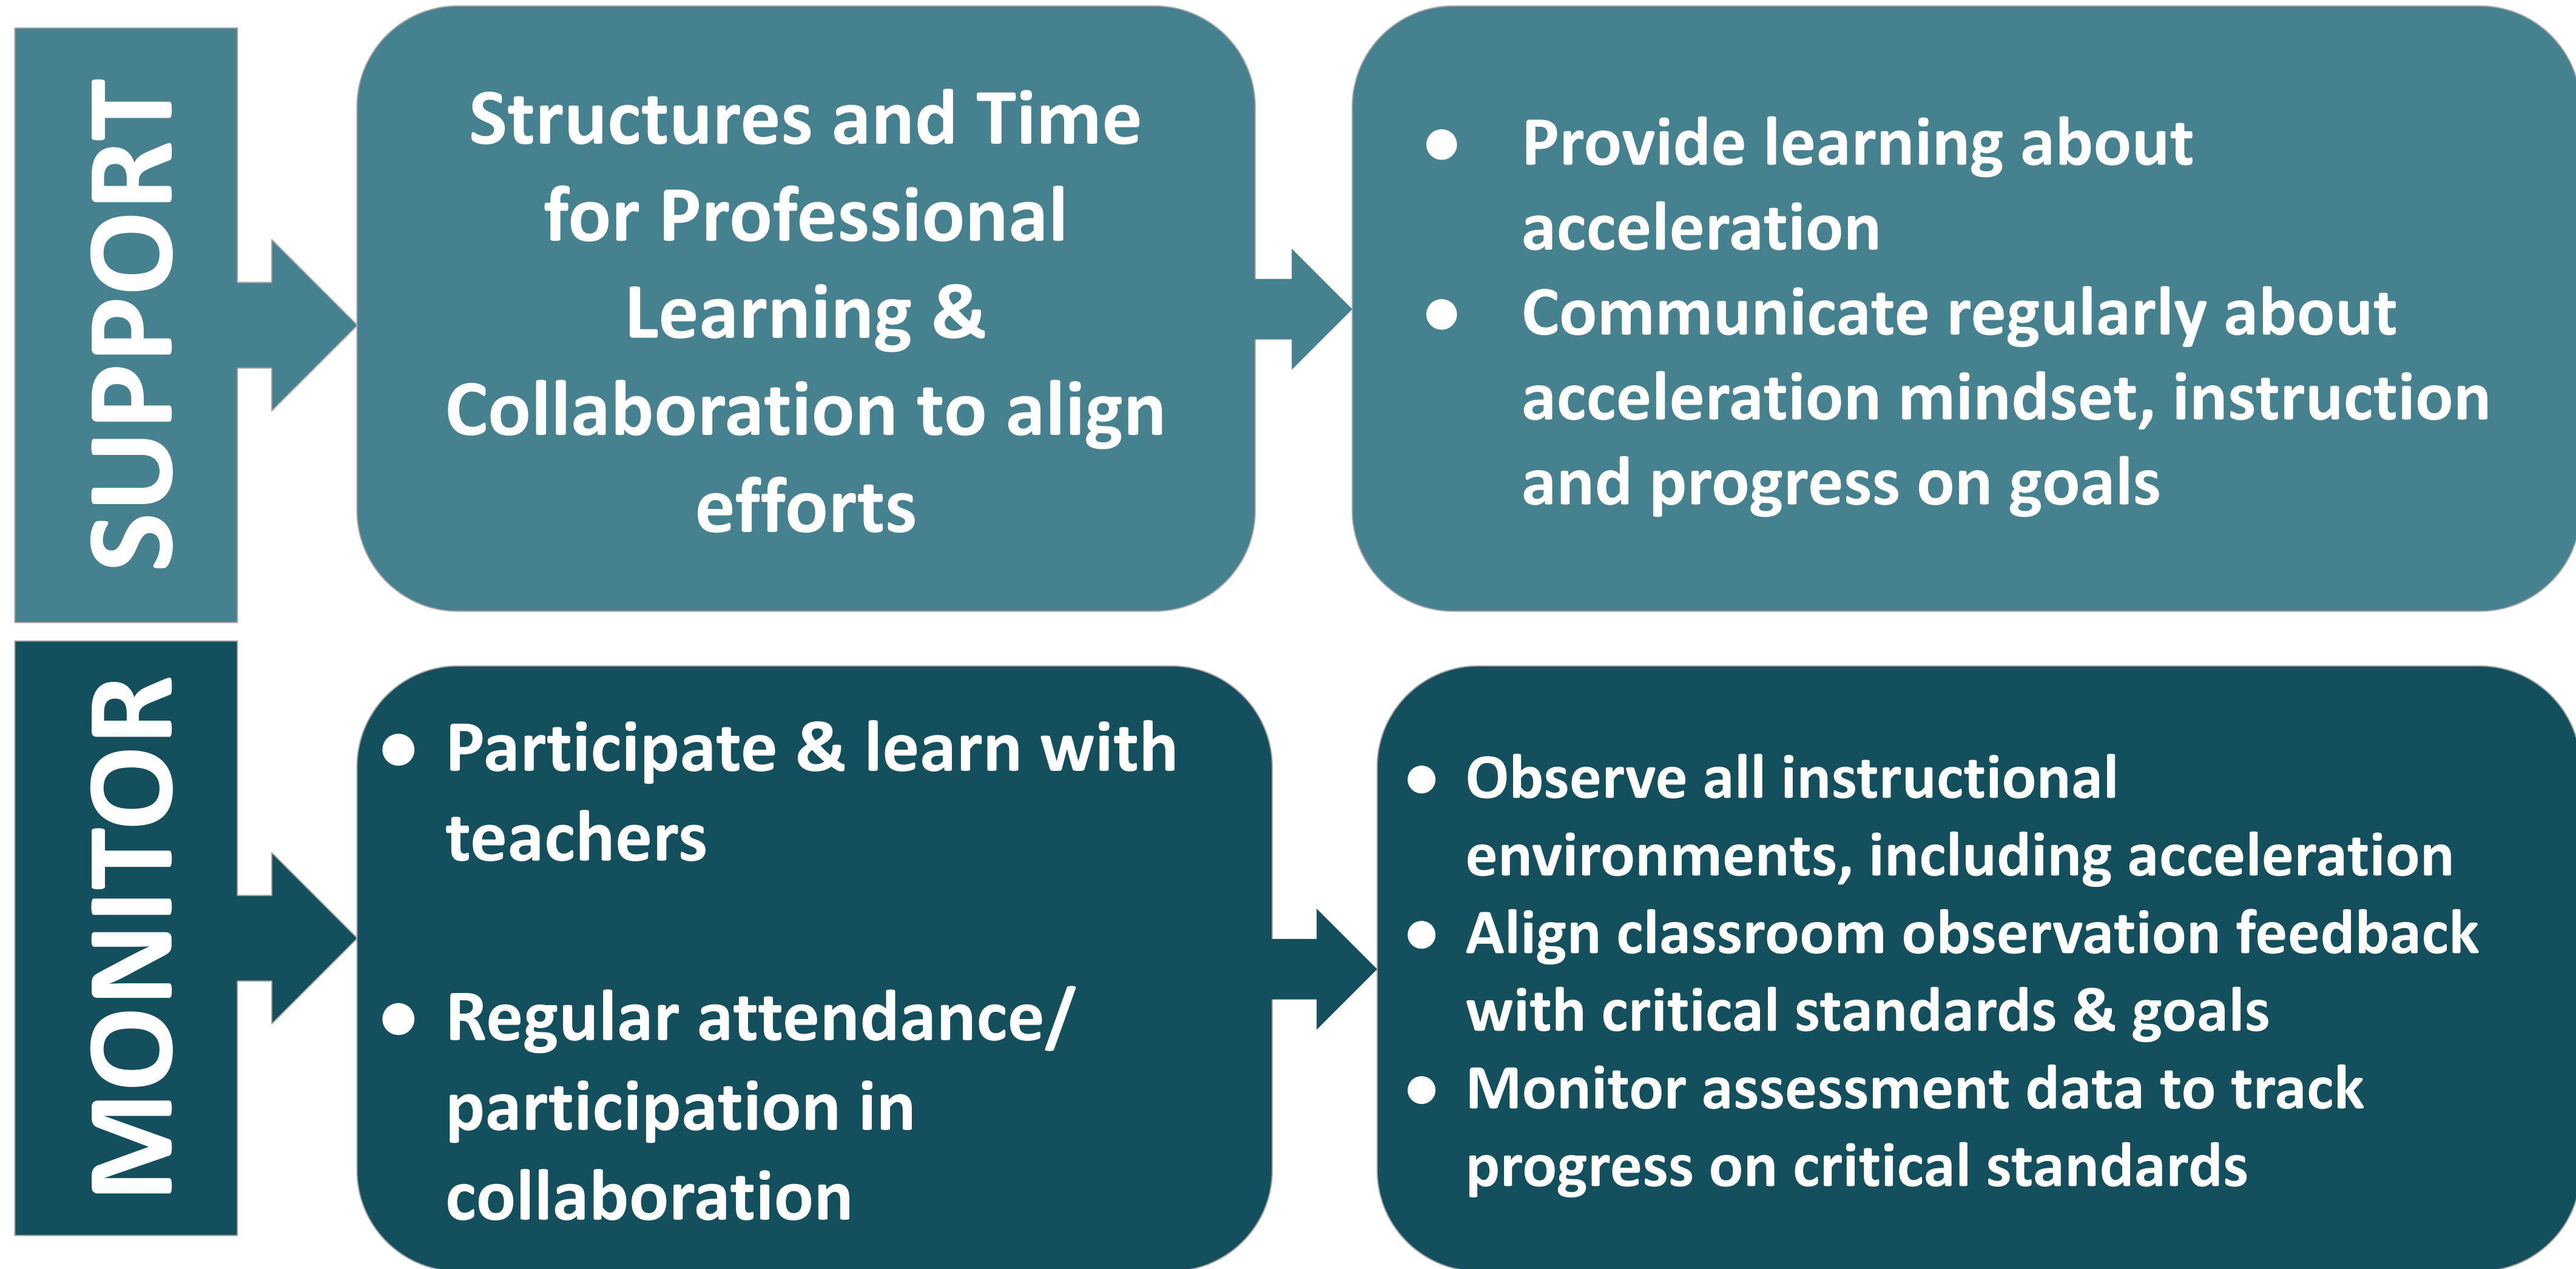 SUPPORT
Structures and Time
for Professional
Learning &
Collaboration to align
efforts
● Provide learning about
acceleration
● Communicate regularly about
acceleration mindset, instruction
and progress on goals
MONITOR
● Participate & learn with
teachers
● Regular attendance/
participation in
collaboration
● Observe all instructional
environments, including acceleration
● Align classroom observation feedback
with critical standards & goals
● Monitor assessment data to track
progress on critical standards